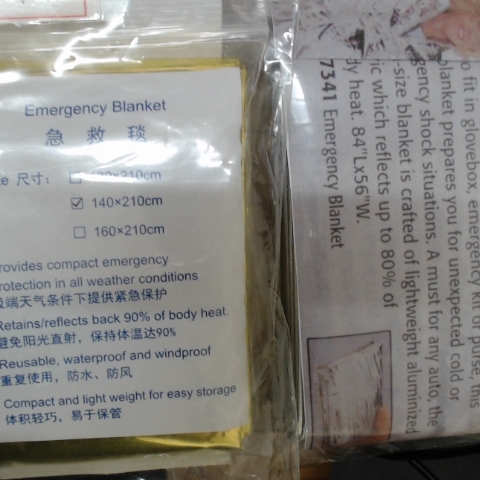 Emergency Blanket
急 救 毯
尺寸：
210cm
☑ 140×210cm
☐ 160×210cm
rovides compact emergency
rotection in all weather conditions
端天气条件下提供紧急保护
Retains/reflects back 90% of body heat.
避免阳光直射，保持体温达90%
Reusable, waterproof and windproof
重复使用，防水、防风
Compact and light weight for easy storage
体积轻巧，易于保管
o fit in glovebox, emergency kit or purse, this
blanket prepares you for unexpected cold or
gency shock situations. A must for any auto, the
-size blanket is crafted of lightweight aluminized
ric which reflects up to 80% of
dy heat. 84"Lx56"W.
7341 Emergency Blanket